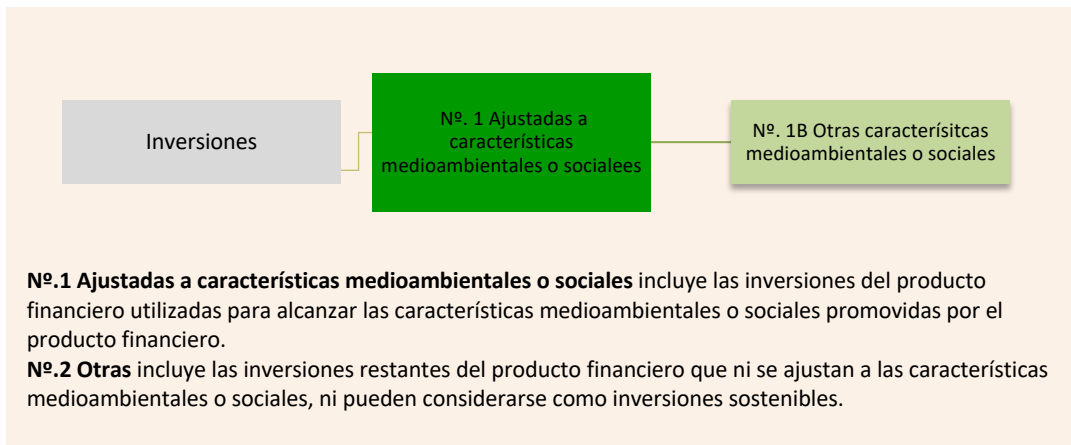 Inversiones
Nº. 1 Ajustadas a
características
medioambientales o socialees
Nº. 1B Otras caracterísitcas
medioambientales o sociales
Nº.1 Ajustadas a características medioambientales o sociales incluye las inversiones del producto
financiero utilizadas para alcanzar las características medioambientales o sociales promovidas por el
producto financiero.
Nº.2 Otras incluye las inversiones restantes del producto financiero que ni se ajustan a las características
medioambientales o sociales, ni pueden considerarse como inversiones sostenibles.